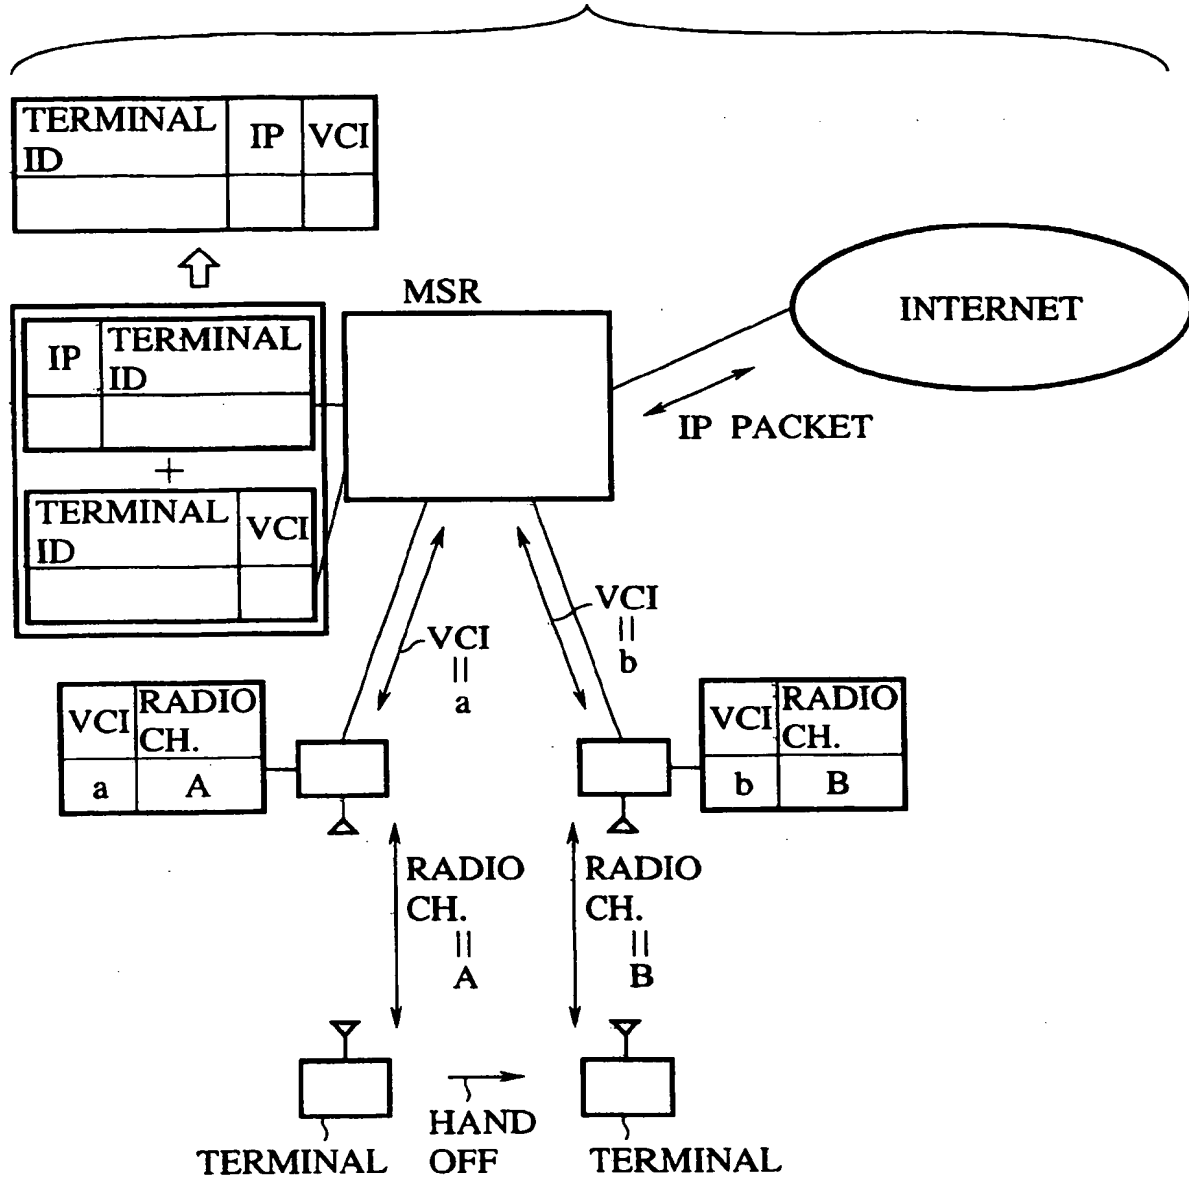 TERMINAL
ID
IP
VCI
MSR
INTERNET
IP
TERMINAL
ID
IP PACKET
+
TERMINAL
ID
VCI
VCI
||
a
VCI
||
b
VCI
RADIO
CH.
a
A
VCI
RADIO
CH.
b
B
RADIO
CH.
||
A
RADIO
CH.
||
B
HAND
OFF
TERMINAL
TERMINAL